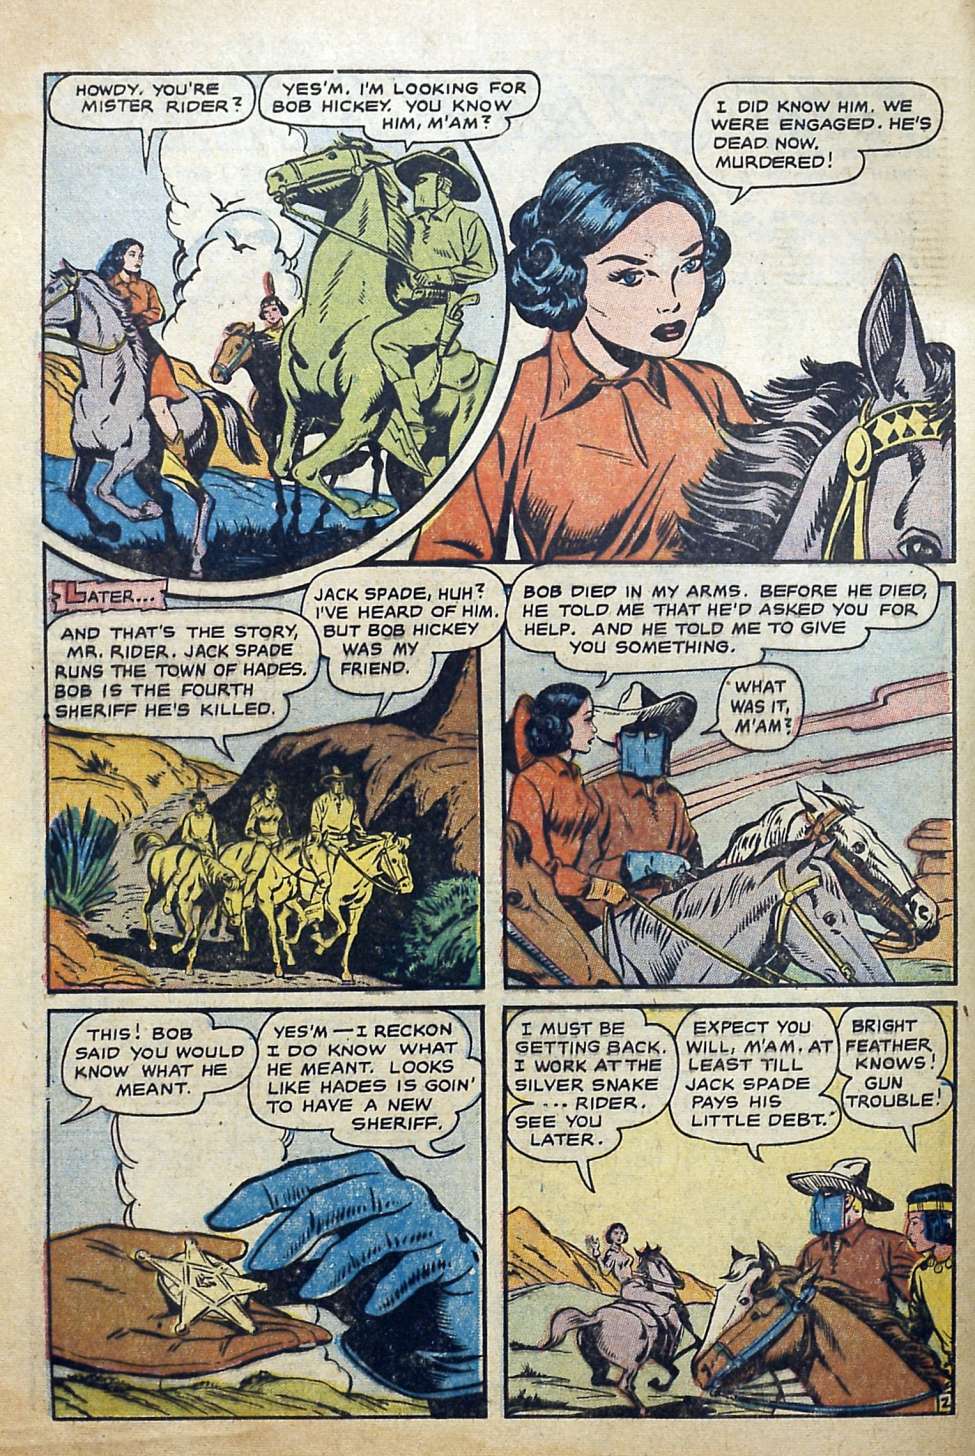 HOWDY. YOU'RE
MISTER RIDER?
YES'M. I'M LOOKING FOR
BOB HICKEY. YOU KNOW
HIM, M'AM?
I DID KNOW HIM. WE
WERE ENGAGED. HE'S
DEAD NOW.
MURDERED!
LATER...
AND THAT'S THE STORY,
MR. RIDER. JACK SPADE
RUNS THE TOWN OF HADES.
BOB IS THE FOURTH
SHERIFF HE'S KILLED.
JACK SPADE, HUH?
I'VE HEARD OF HIM.
BUT BOB HICKEY
WAS MY
FRIEND.
BOB DIED IN MY ARMS. BEFORE HE DIED,
HE TOLD ME THAT HE'D ASKED YOU FOR
HELP. AND HE TOLD ME TO GIVE
YOU SOMETHING.
WHAT
WAS IT,
M'AM?
THIS! BOB
SAID YOU WOULD
KNOW WHAT HE
MEANT.
YES'M — I RECKON
I DO KNOW WHAT
HE MEANT. LOOKS
LIKE HADES IS GOIN'
TO HAVE A NEW
SHERIFF.
I MUST BE
GETTING BACK.
I WORK AT THE
SILVER SNAKE
... RIDER.
SEE YOU
LATER.
EXPECT YOU
WILL, M'AM. AT
LEAST TILL
JACK SPADE
PAYS HIS
LITTLE DEBT.
BRIGHT
FEATHER
KNOWS!
GUN
TROUBLE!
2